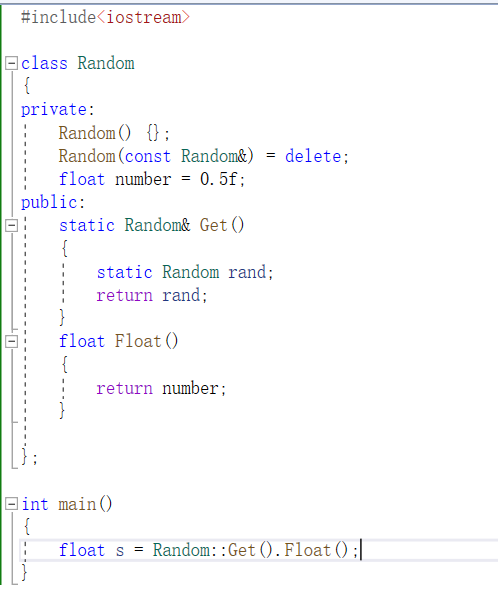 #include<iostream>
class Random
{
private:
Random() {};
Random(const Random&) = delete;
float number = 0.5f;
public:
static Random& Get()
{
static Random rand;
return rand;
}
float Float()
{
return number;
}
};
int main()
{
float s = Random::Get().Float();
}